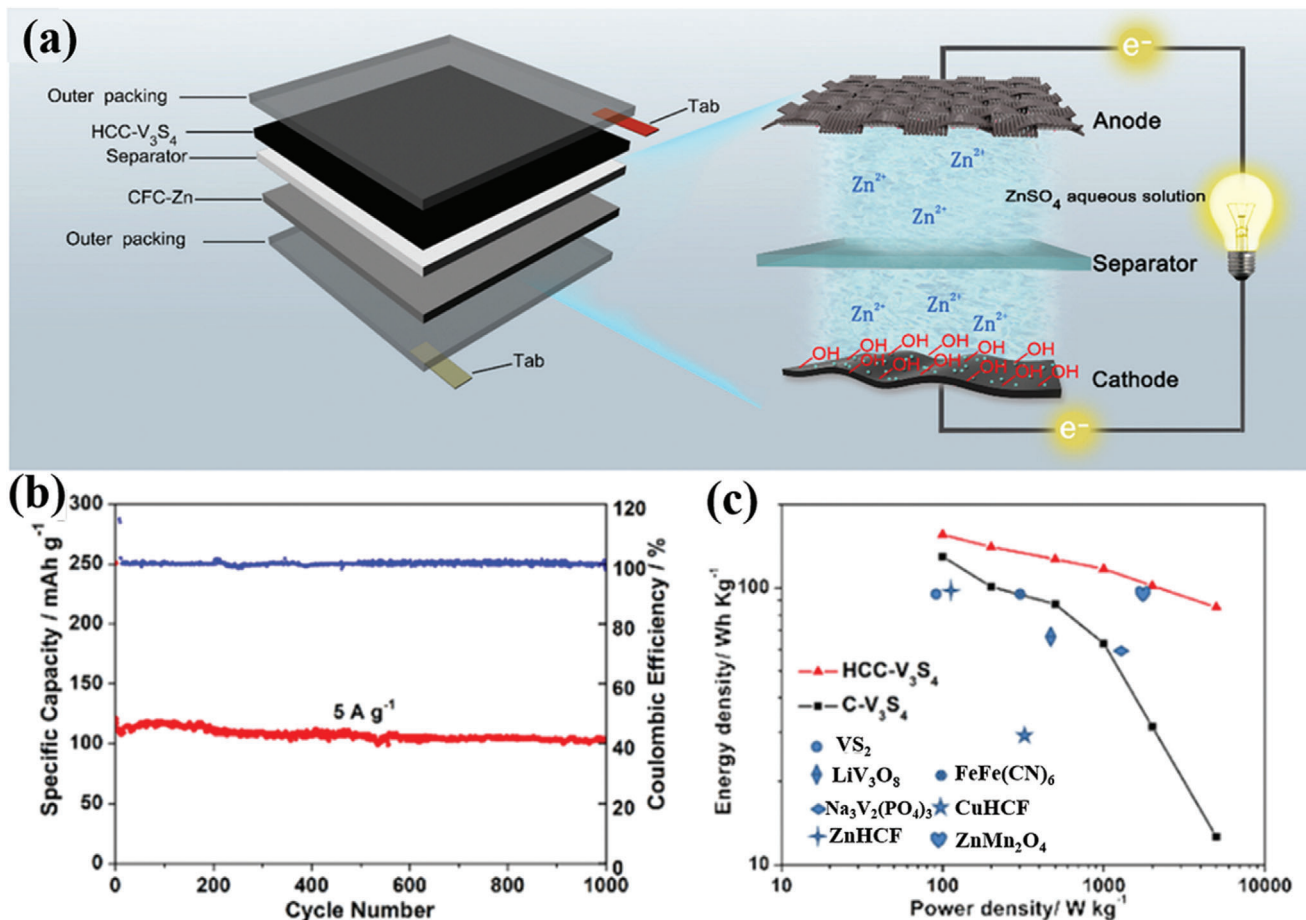 (a)
Outer packing
HCC-V₃S₄
Separator
CFC-Zn
Outer packing
Tab
Tab
e⁻
Anode
Zn²⁺
Zn²⁺
Zn²⁺
ZnSO₄ aqueous solution
Separator
Zn²⁺
Zn²⁺
Zn²⁺
OH OH OH OH OH
OH OH OH OH OH OH
Cathode
e⁻
(b)
300
250
200
150
100
50
0
Specific Capacity / mAh g⁻¹
5 A g⁻¹
120
100
80
60
40
20
0
Coulombic Efficiency / %
0 200 400 600 800 1000
Cycle Number
(c)
100
10
Energy density/ Wh Kg⁻¹
HCC-V₃S₄
C-V₃S₄
VS₂
LiV₃O₈ FeFe(CN)₆
Na₃V₂(PO₄)₃ CuHCF
ZnHCF ZnMn₂O₄
10 100 1000 10000
Power density/ W kg⁻¹